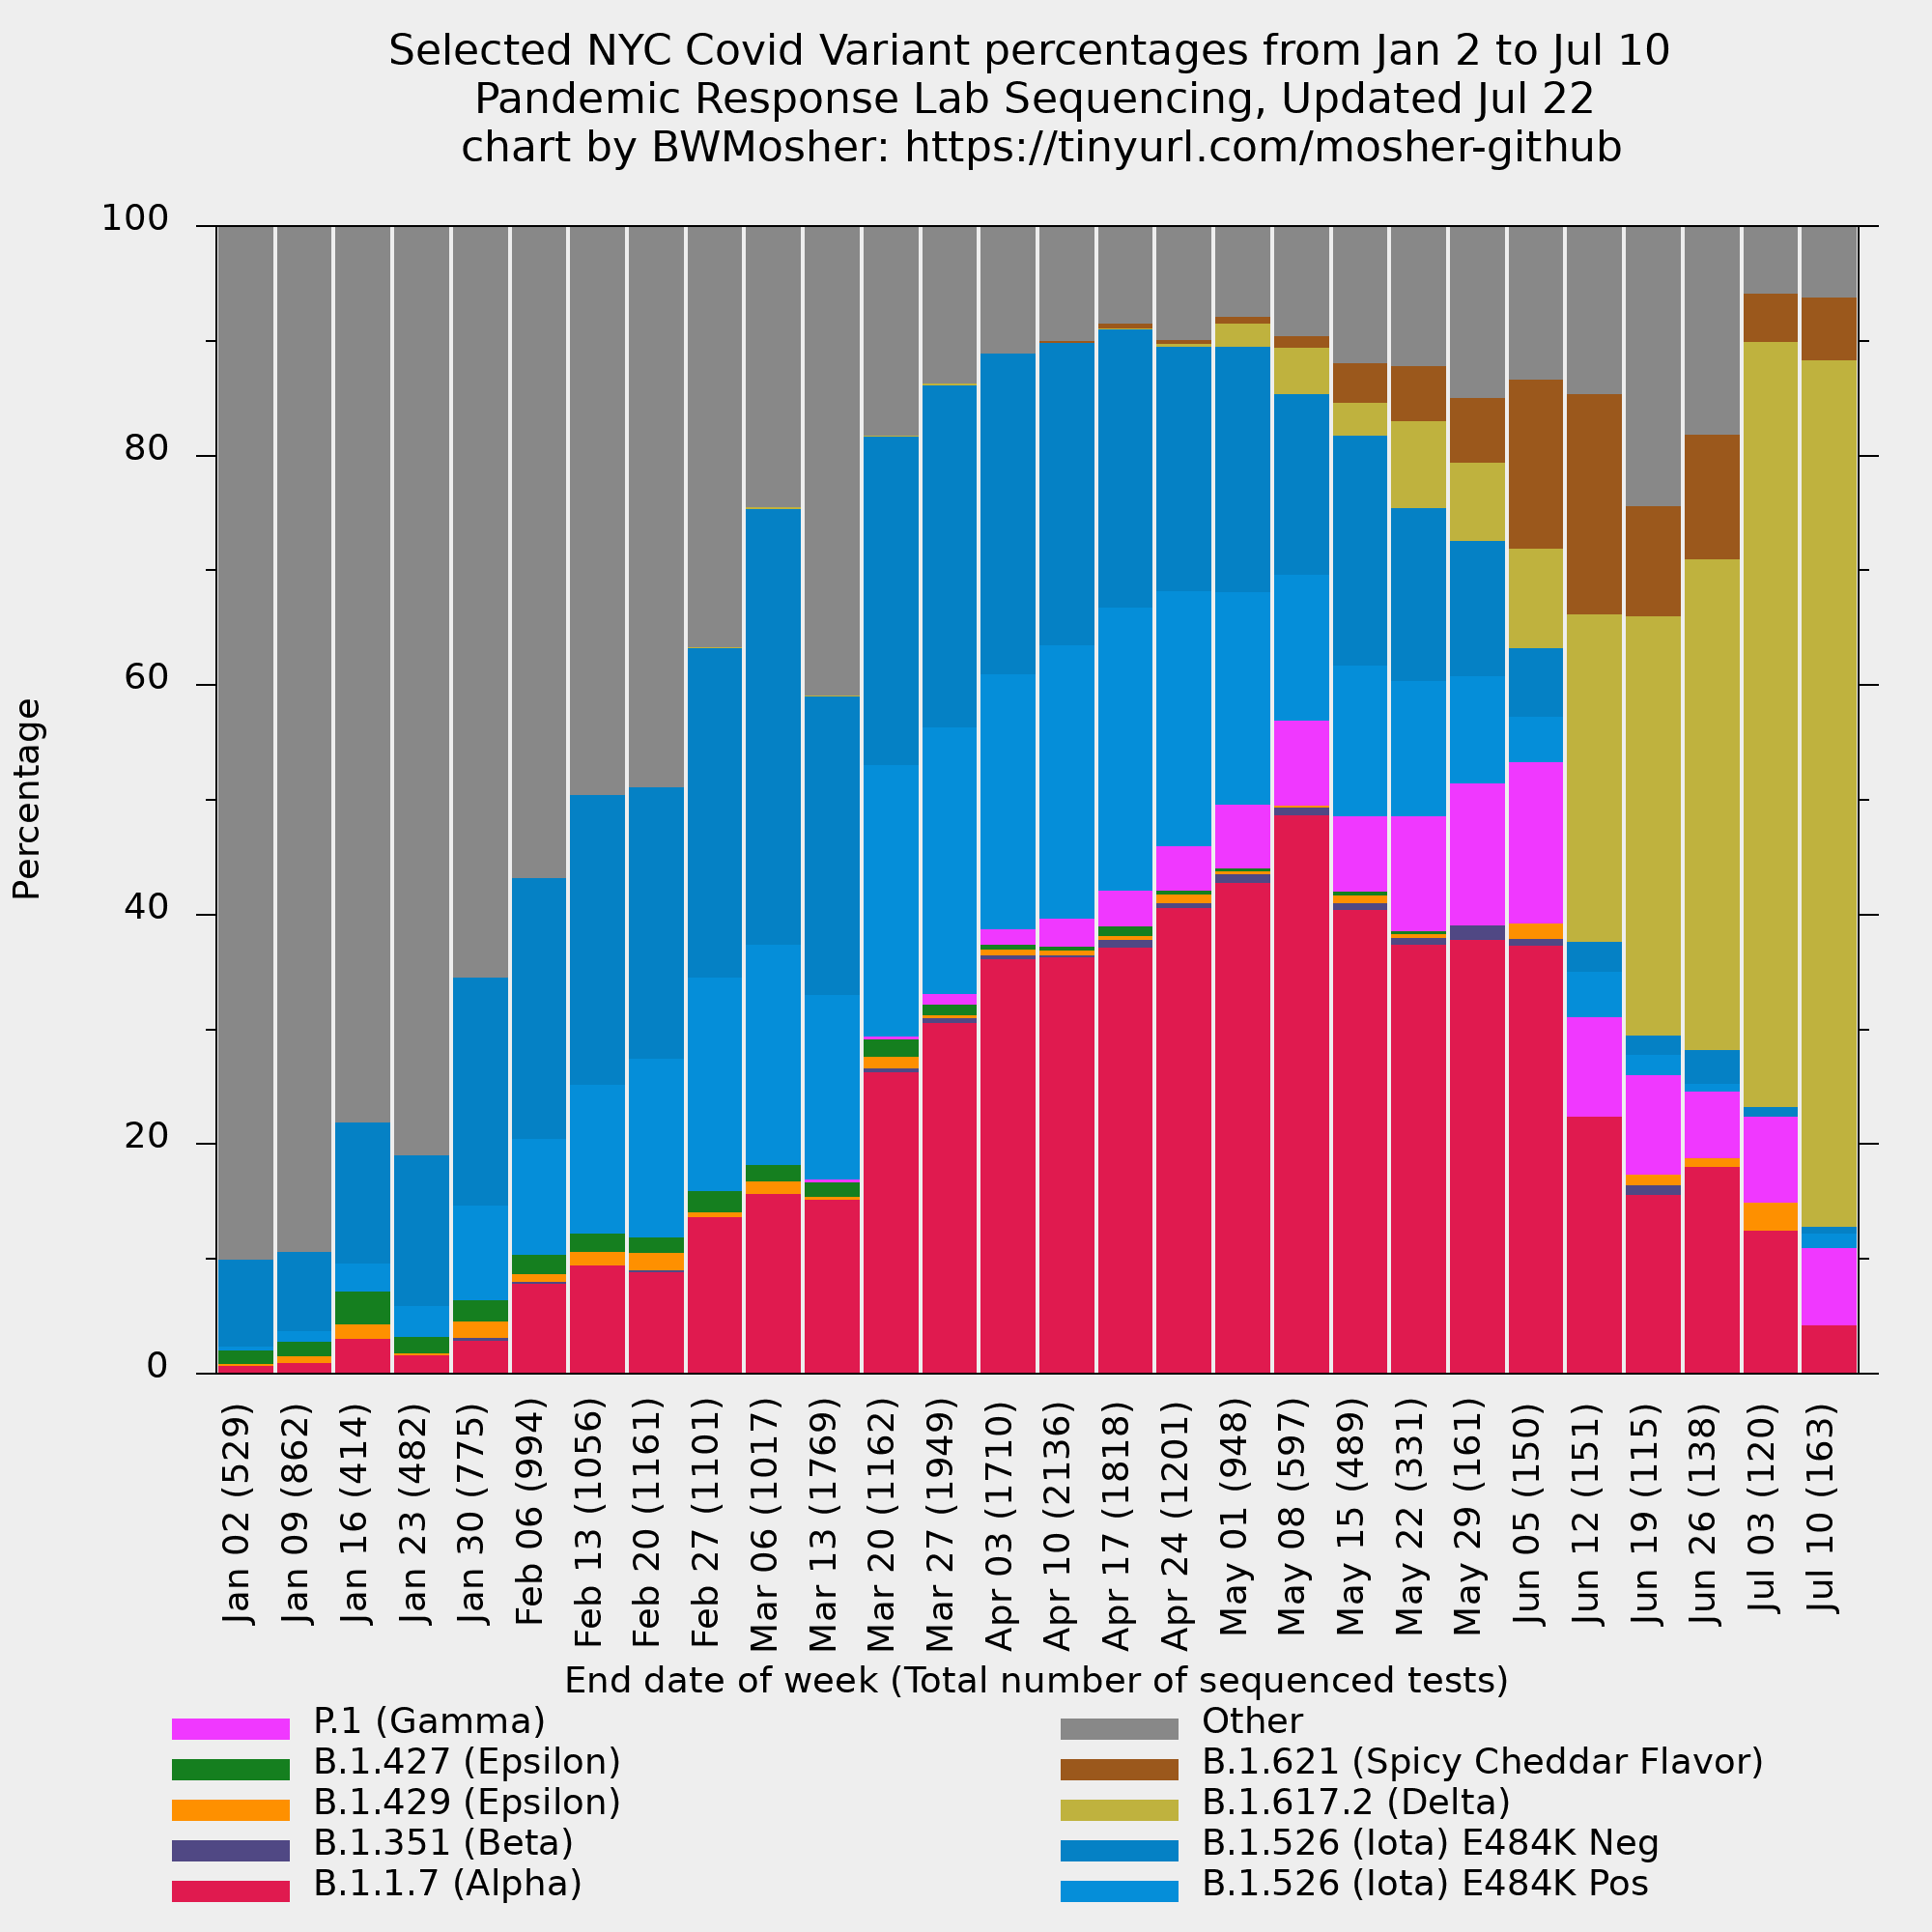 Selected NYC Covid Variant percentages from Jan 2 to Jul 10
Pandemic Response Lab Sequencing, Updated Jul 22
chart by BWMosher: https://tinyurl.com/mosher-github
100
80
60
40
20
0
Percentage
Jan 02 (529)
Jan 09 (862)
Jan 16 (414)
Jan 23 (482)
Jan 30 (775)
Feb 06 (994)
Feb 13 (1056)
Feb 20 (1161)
Feb 27 (1101)
Mar 06 (1017)
Mar 13 (1769)
Mar 20 (1162)
Mar 27 (1949)
Apr 03 (1710)
Apr 10 (2136)
Apr 17 (1818)
Apr 24 (1201)
May 01 (948)
May 08 (597)
May 15 (489)
May 22 (331)
May 29 (161)
Jun 05 (150)
Jun 12 (151)
Jun 19 (115)
Jun 26 (138)
Jul 03 (120)
Jul 10 (163)
End date of week (Total number of sequenced tests)
P.1 (Gamma)
B.1.427 (Epsilon)
B.1.429 (Epsilon)
B.1.351 (Beta)
B.1.1.7 (Alpha)
Other
B.1.621 (Spicy Cheddar Flavor)
B.1.617.2 (Delta)
B.1.526 (Iota) E484K Neg
B.1.526 (Iota) E484K Pos